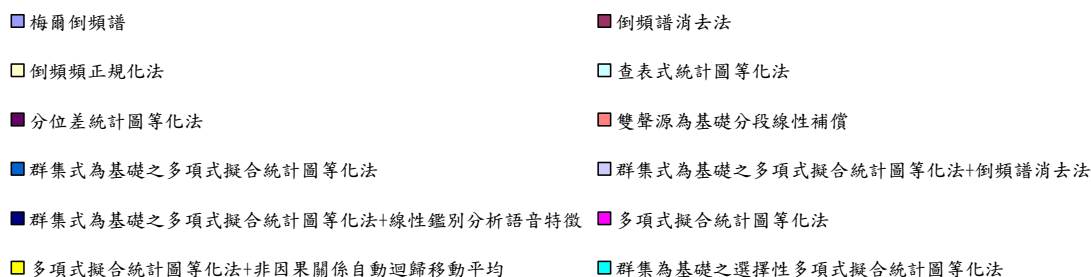 梅爾倒頻譜 倒頻譜消去法
倒頻頻正規化法 查表式統計圖等化法
分位差統計圖等化法 雙聲源為基礎分段線性補償
群集式為基礎之多項式擬合統計圖等化法 群集式為基礎之多項式擬合統計圖等化法+倒頻譜消去法
群集式為基礎之多項式擬合統計圖等化法+線性鑑別分析語音特徵 多項式擬合統計圖等化法
多項式擬合統計圖等化法+非因果關係自動迴歸移動平均 群集為基礎之選擇性多項式擬合統計圖等化法